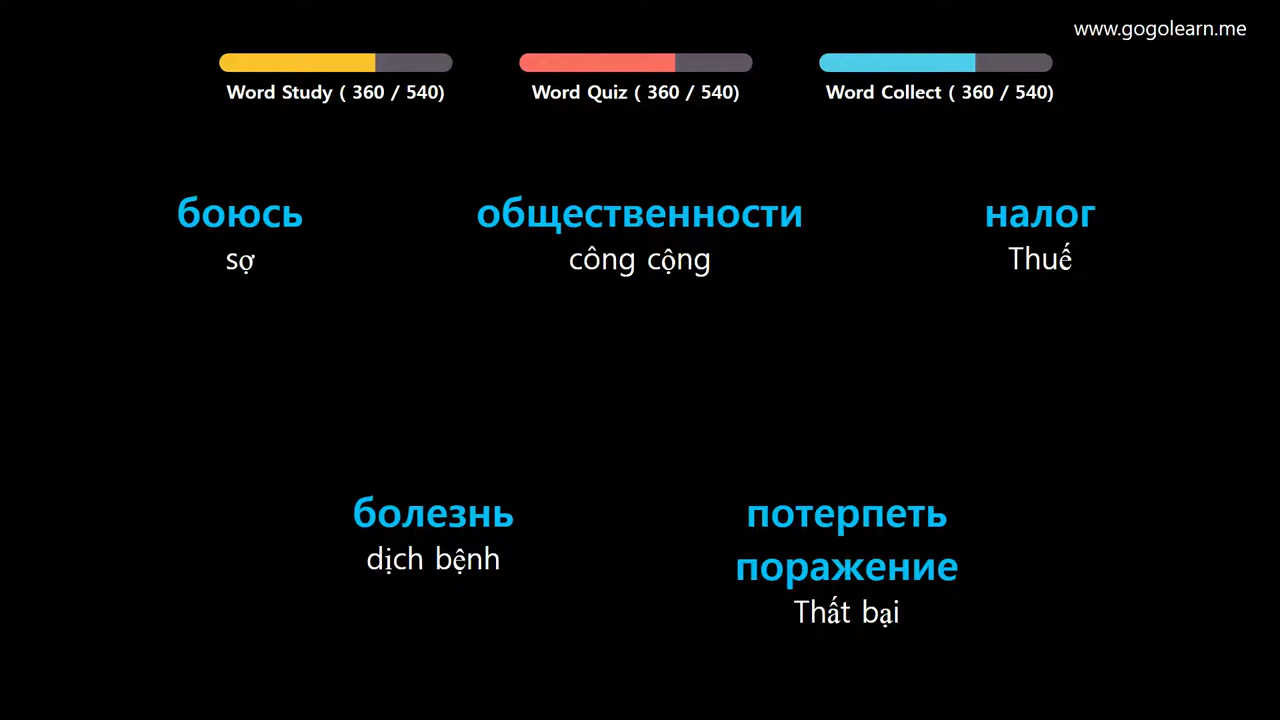 www.gogolearn.me
Word Study ( 360 / 540)
Word Quiz ( 360 / 540)
Word Collect ( 360 / 540)
боюсь
sợ
общественности
công cộng
налог
Thuế
болезнь
dịch bệnh
потерпеть
поражение
Thất bại